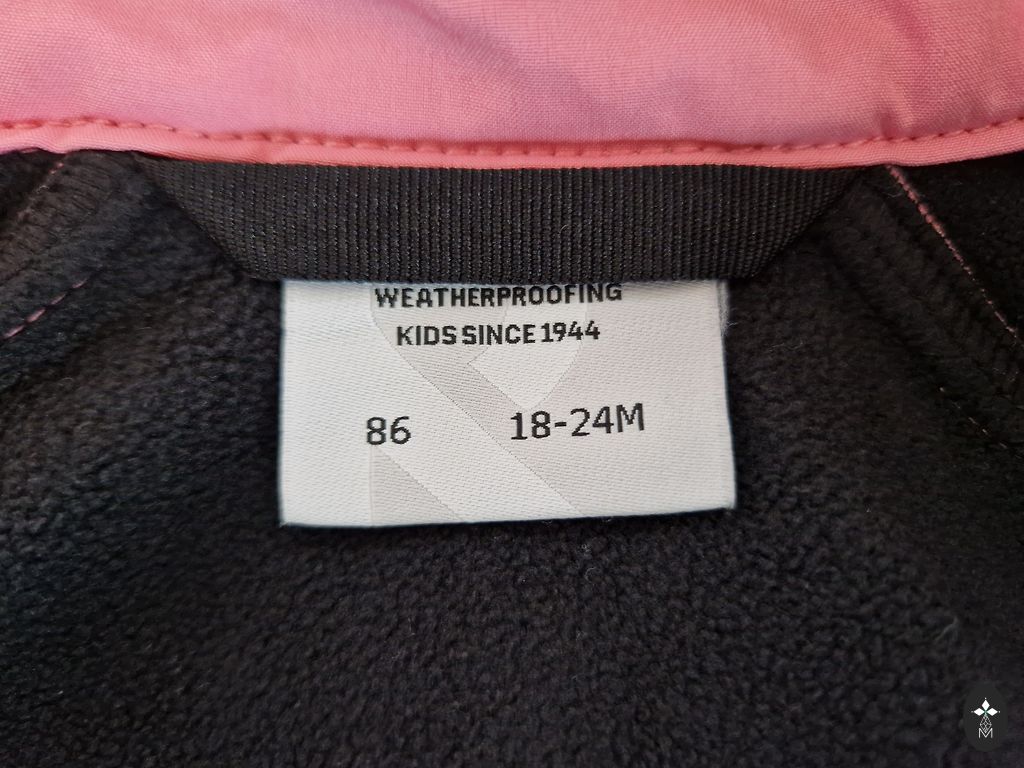 WEATHERPROOFING
KIDS SINCE 1944
86 18-24M
M